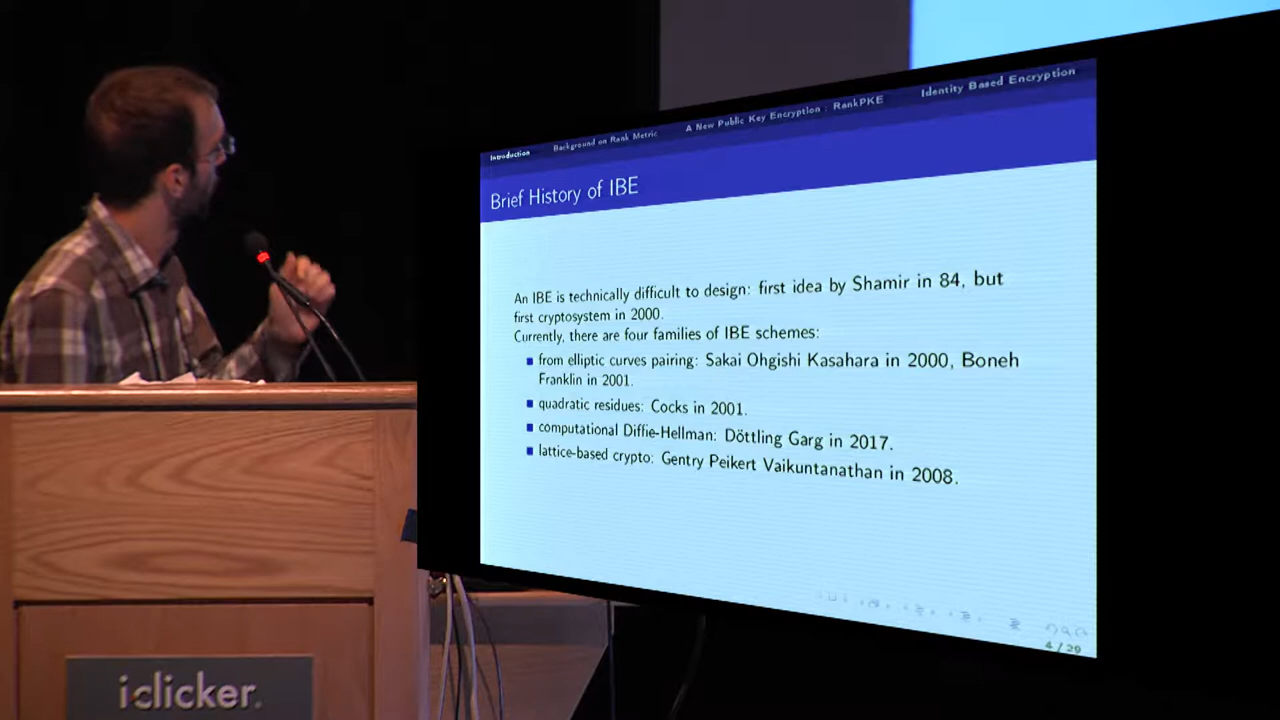 Introduction Background on Rank Metric A New Public Key Encryption : RankPKE Identity Based Encryption
Brief History of IBE
An IBE is technically difficult to design: first idea by Shamir in 84, but
first cryptosystem in 2000.
Currently, there are four families of IBE schemes:
from elliptic curves pairing: Sakai Ohgishi Kasahara in 2000, Boneh
Franklin in 2001.
quadratic residues: Cocks in 2001.
computational Diffie-Hellman: Döttling Garg in 2017.
lattice-based crypto: Gentry Peikert Vaikuntanathan in 2008.
4 / 29
iclicker.